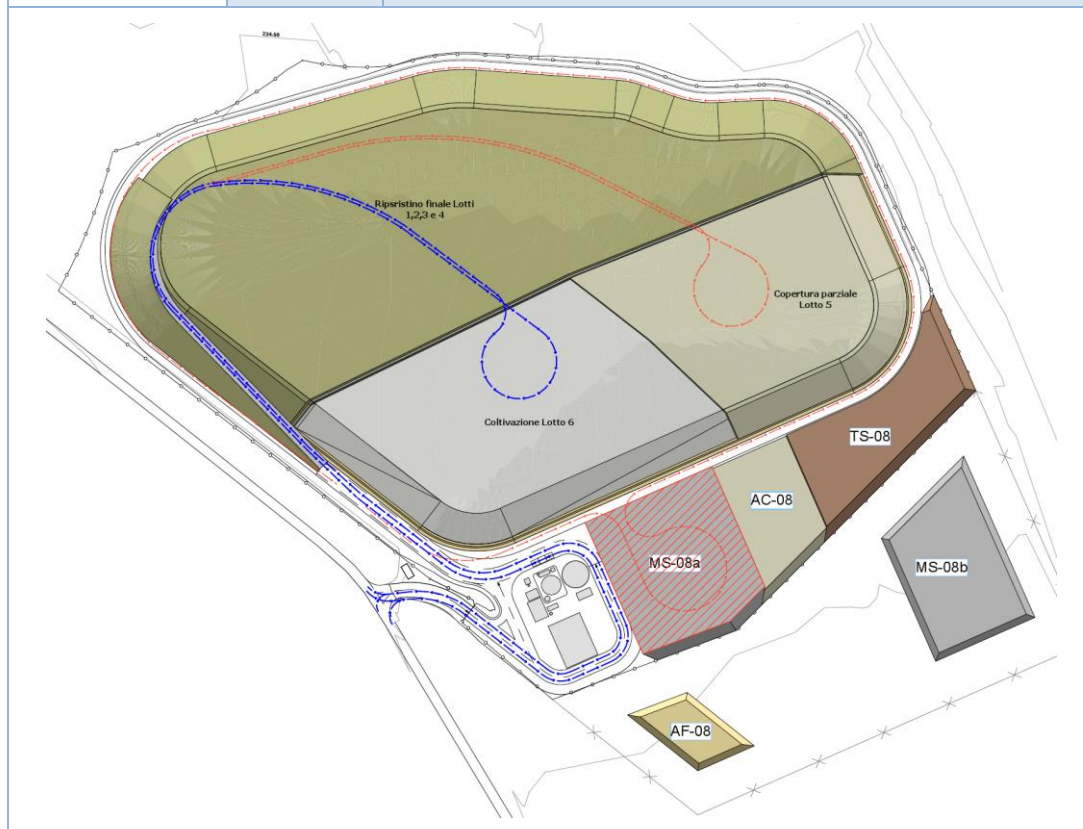 234.50
Ripsristino finale Lotti
1,2,3 e 4
Copertura parziale
Lotto 5
Coltivazione Lotto 6
TS-08
AC-08
MS-08a
MS-08b
AF-08